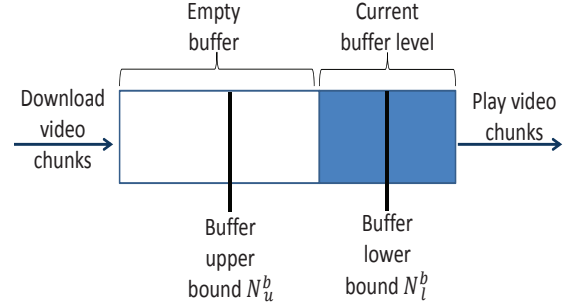 Empty
buffer
Current
buffer level
Download
video
chunks
Play video
chunks
Buffer
upper
bound $N_u^b$
Buffer
lower
bound $N_l^b$